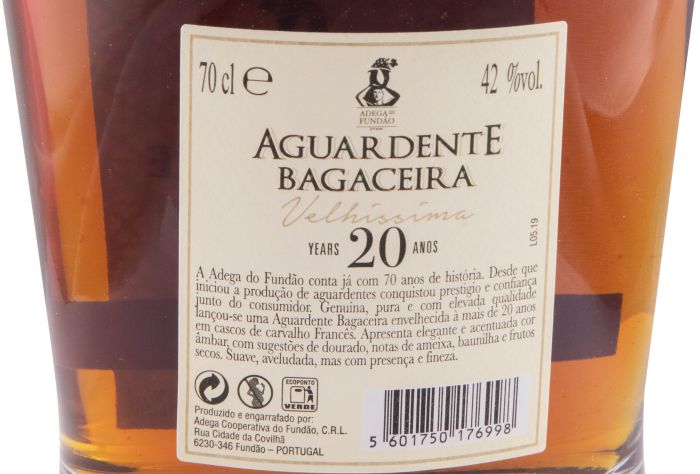 70 cl e
42 %vol.
ADEGA DO
FUNDÃO
AGUARDENTE
BAGACEIRA
Velhíssima
YEARS 20 ANOS
L05.19
A Adega do Fundão conta já com 70 anos de história. Desde que
iniciou a produção de aguardentes conquistou prestígio e confiança
junto do consumidor. Genuína, pura e com elevada qualidade
lançou-se uma Aguardente Bagaceira envelhecida à mais de 20 anos
em cascos de carvalho Francês. Apresenta elegante e acentuada cor
âmbar, com sugestões de dourado, notas de ameixa, baunilha e frutos
secos. Suave, aveludada, mas com presença e fineza.
ECOPONTO
VERDE
Produzido e engarrafado por:
Adega Cooperativa do Fundão, C.R.L.
Rua Cidade da Covilhã
6230-346 Fundão – PORTUGAL
5 601750 176998